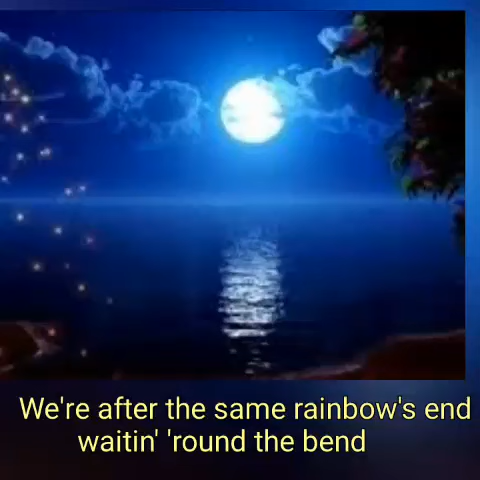 We're after the same rainbow's end
waitin' 'round the bend